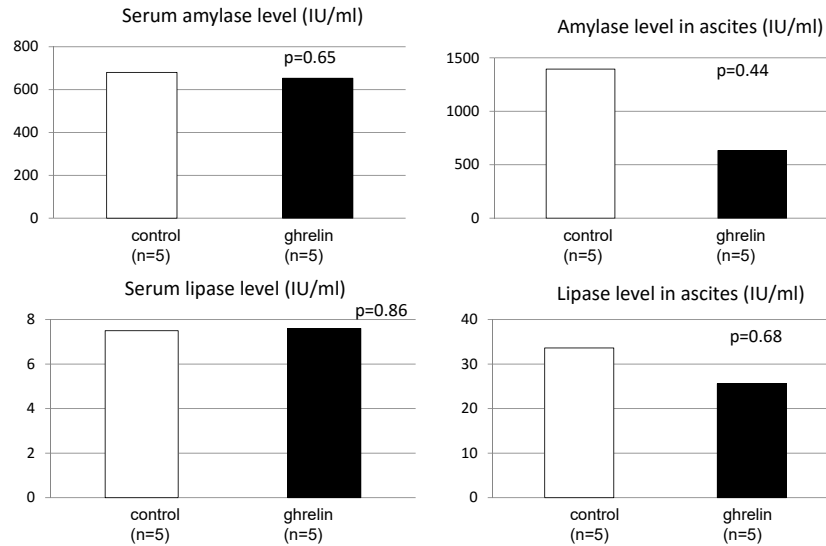 Serum amylase level (IU/ml)
800
600
400
200
0
p=0.65
control
(n=5)
ghrelin
(n=5)
Amylase level in ascites (IU/ml)
1500
1000
500
0
p=0.44
control
(n=5)
ghrelin
(n=5)
Serum lipase level (IU/ml)
8
6
4
2
0
p=0.86
control
(n=5)
ghrelin
(n=5)
Lipase level in ascites (IU/ml)
40
30
20
10
0
p=0.68
control
(n=5)
ghrelin
(n=5)